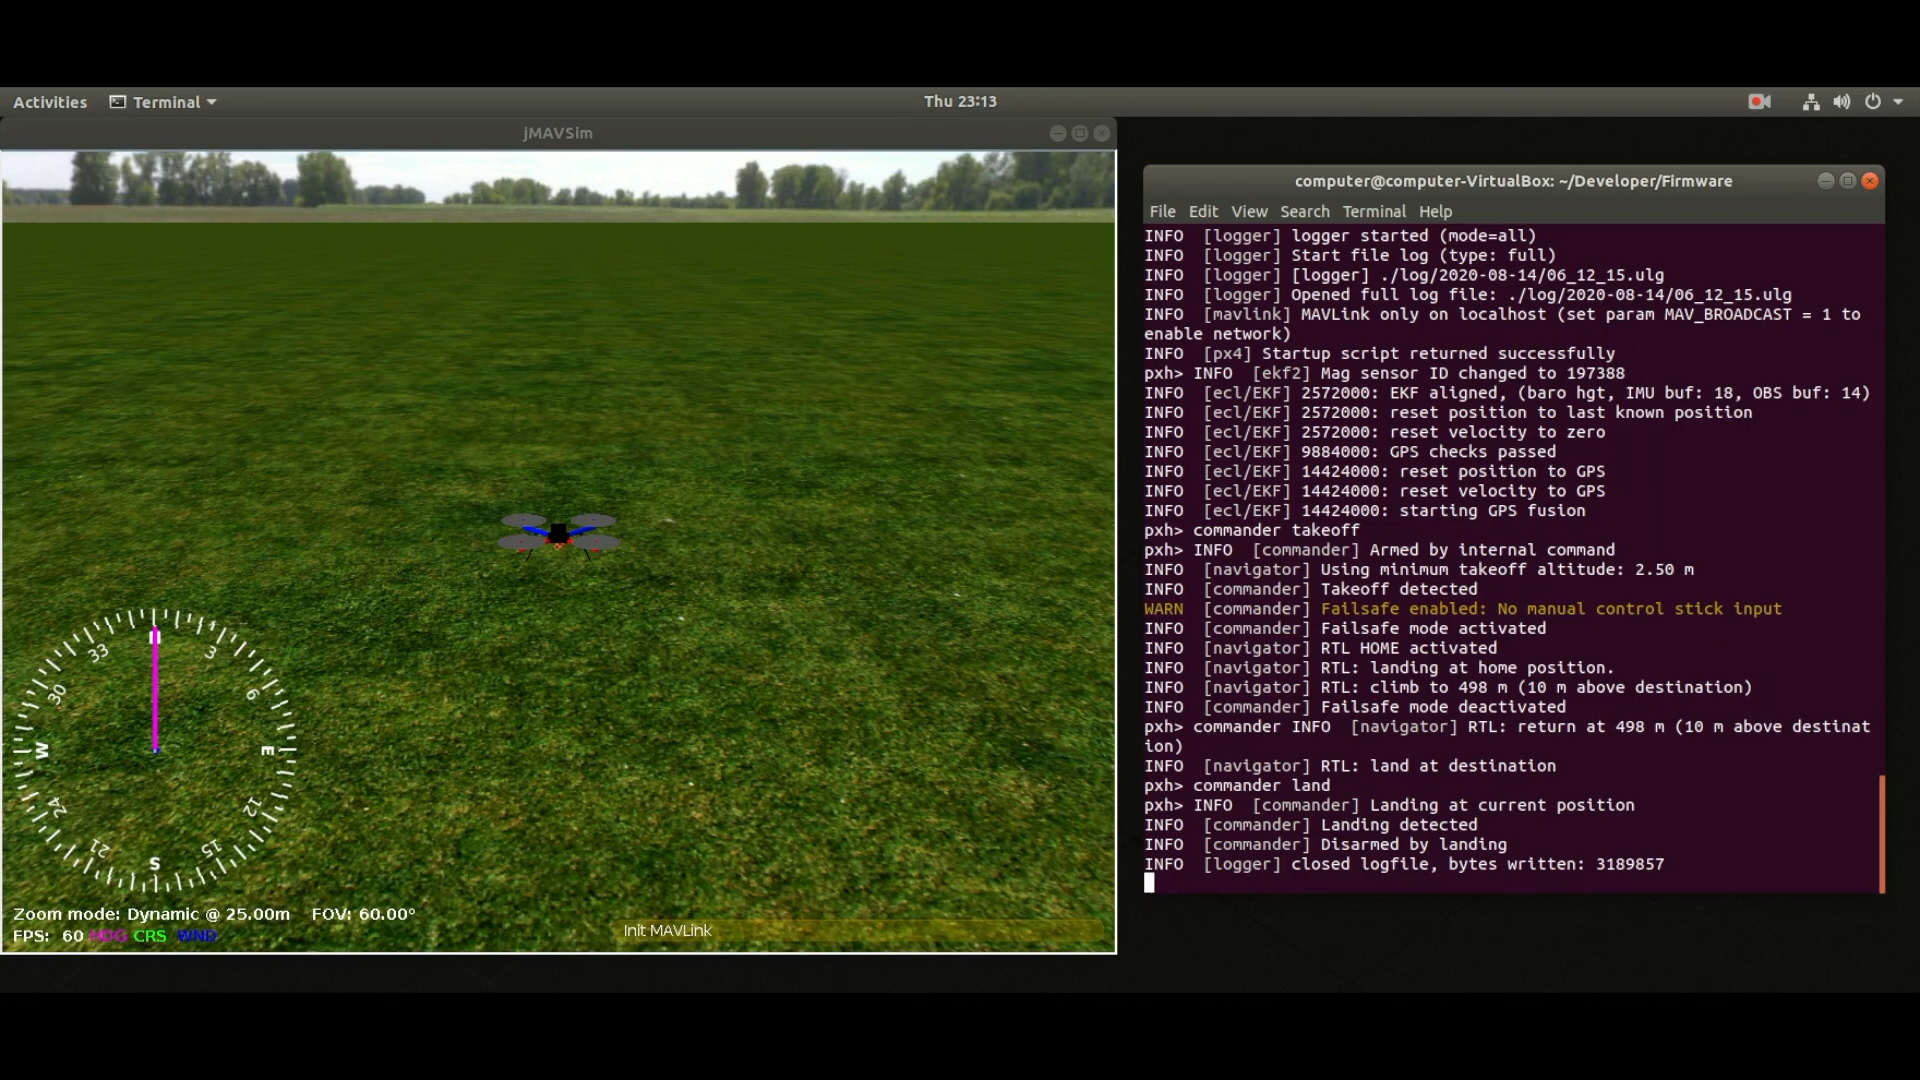 Activities Terminal Thu 23:13
jMAVSim
33 3
30 6
W E
24 12
21 15
S
Zoom mode: Dynamic @ 25.00m FOV: 60.00°
FPS: 60 HDG CRS WND
Init MAVLink
computer@computer-VirtualBox: ~/Developer/Firmware
File Edit View Search Terminal Help
INFO [logger] logger started (mode=all)
INFO [logger] Start file log (type: full)
INFO [logger] [logger] ./log/2020-08-14/06_12_15.ulg
INFO [logger] Opened full log file: ./log/2020-08-14/06_12_15.ulg
INFO [mavlink] MAVLink only on localhost (set param MAV_BROADCAST = 1 to
enable network)
INFO [px4] Startup script returned successfully
pxh> INFO [ekf2] Mag sensor ID changed to 197388
INFO [ecl/EKF] 2572000: EKF aligned, (baro hgt, IMU buf: 18, OBS buf: 14)
INFO [ecl/EKF] 2572000: reset position to last known position
INFO [ecl/EKF] 2572000: reset velocity to zero
INFO [ecl/EKF] 9884000: GPS checks passed
INFO [ecl/EKF] 14424000: reset position to GPS
INFO [ecl/EKF] 14424000: reset velocity to GPS
INFO [ecl/EKF] 14424000: starting GPS fusion
pxh> commander takeoff
pxh> INFO [commander] Armed by internal command
INFO [navigator] Using minimum takeoff altitude: 2.50 m
INFO [commander] Takeoff detected
WARN [commander] Failsafe enabled: No manual control stick input
INFO [commander] Failsafe mode activated
INFO [navigator] RTL HOME activated
INFO [navigator] RTL: landing at home position.
INFO [navigator] RTL: climb to 498 m (10 m above destination)
INFO [commander] Failsafe mode deactivated
pxh> commander INFO [navigator] RTL: return at 498 m (10 m above destinat
ion)
INFO [navigator] RTL: land at destination
pxh> commander land
pxh> INFO [commander] Landing at current position
INFO [commander] Landing detected
INFO [commander] Disarmed by landing
INFO [logger] closed logfile, bytes written: 3189857